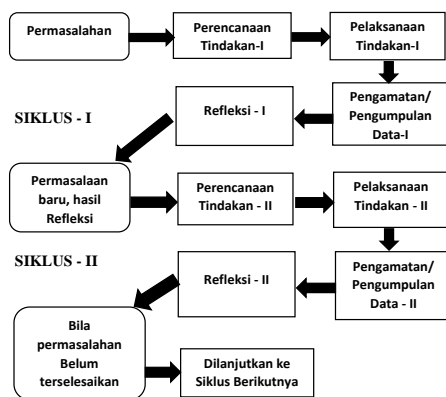 Permasalahan
Perencanaan
Tindakan-I
Pelaksanaan
Tindakan-I
SIKLUS - I
Refleksi - I
Pengamatan/
Pengumpulan
Data-I
Permasalaan
baru, hasil
Refleksi
Perencanaan
Tindakan - II
Pelaksanaan
Tindakan - II
SIKLUS - II
Refleksi - II
Pengamatan/
Pengumpulan
Data - II
Bila
permasalahan
Belum
terselesaikan
Dilanjutkan ke
Siklus Berikutnya